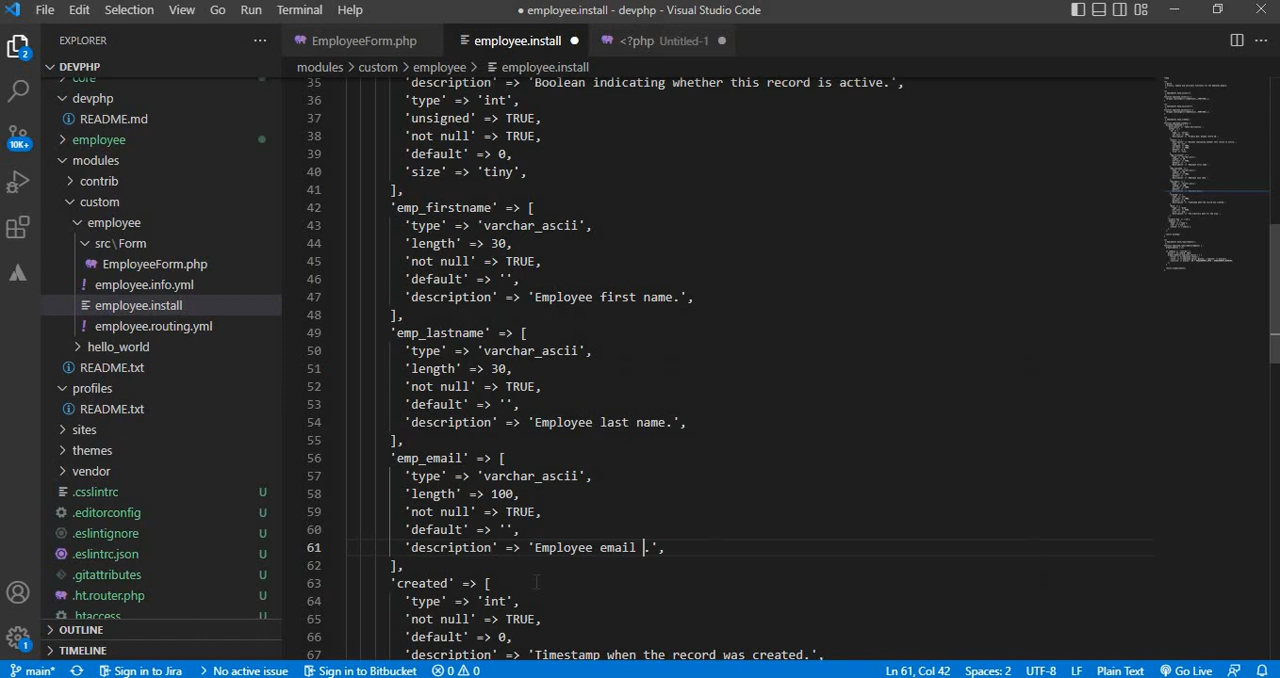 File Edit Selection View Go Run Terminal Help
● employee.install - devphp - Visual Studio Code
EXPLORER
EmployeeForm.php
employee.install
<?php Untitled-1
DEVPHP
modules > custom > employee > employee.install
core
devphp
README.md
employee
modules
contrib
custom
employee
src\Form
EmployeeForm.php
employee.info.yml
employee.install
employee.routing.yml
hello_world
README.txt
profiles
README.txt
sites
themes
vendor
.csslintrc U
.editorconfig U
.eslintignore U
.eslintrc.json U
.gitattributes U
.ht.router.php U
.htaccess U
OUTLINE
TIMELINE
2
10K+
1
35 'description' => 'Boolean indicating whether this record is active.',
36 'type' => 'int',
37 'unsigned' => TRUE,
38 'not null' => TRUE,
39 'default' => 0,
40 'size' => 'tiny',
41 ],
42 'emp_firstname' => [
43 'type' => 'varchar_ascii',
44 'length' => 30,
45 'not null' => TRUE,
46 'default' => '',
47 'description' => 'Employee first name.',
48 ],
49 'emp_lastname' => [
50 'type' => 'varchar_ascii',
51 'length' => 30,
52 'not null' => TRUE,
53 'default' => '',
54 'description' => 'Employee last name.',
55 ],
56 'emp_email' => [
57 'type' => 'varchar_ascii',
58 'length' => 100,
59 'not null' => TRUE,
60 'default' => '',
61 'description' => 'Employee email .',
62 ],
63 'created' => [
64 'type' => 'int',
65 'not null' => TRUE,
66 'default' => 0,
67 'description' => 'Timestamp when the record was created.',
main* Sign in to Jira No active issue Sign in to Bitbucket 0 0 Ln 61, Col 42 Spaces: 2 UTF-8 LF Plain Text Go Live